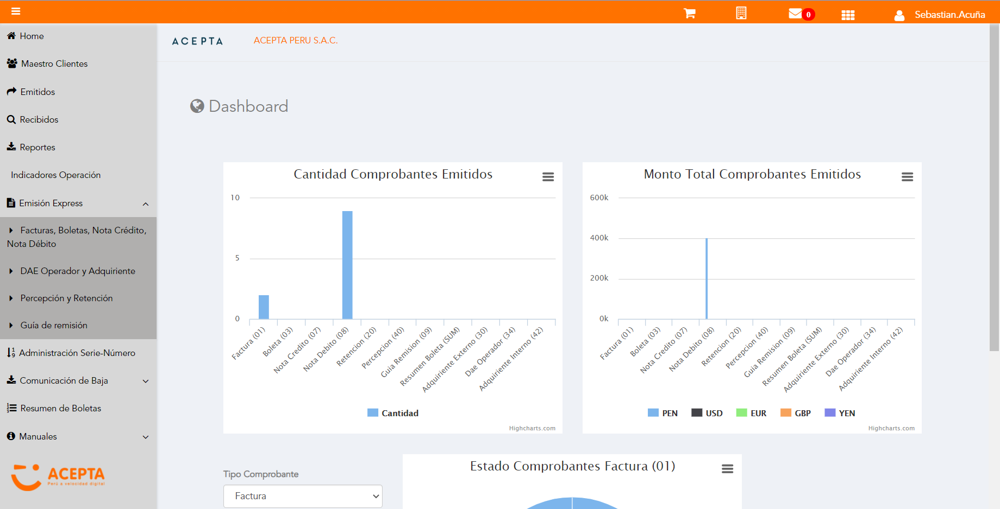 0
Sebastian.Acuña
Home
Maestro Clientes
Emitidos
Recibidos
Reportes
Indicadores Operación
Emisión Express
Facturas, Boletas, Nota Crédito,
Nota Débito
DAE Operador y Adquiriente
Percepción y Retención
Guía de remisión
Administración Serie-Número
Comunicación de Baja
Resumen de Boletas
Manuales
ACEPTA
Perú a velocidad digital
ACEPTA
ACEPTA PERU S.A.C.
Dashboard
Cantidad Comprobantes Emitidos
10
5
0
Factura (01)
Boleta (03)
Nota Credito (07)
Nota Debito (08)
Retencion (20)
Percepcion (40)
Guia Remision (09)
Resumen Boleta (SUM)
Adquiriente Externo (30)
Dae Operador (34)
Adquiriente Interno (42)
Cantidad
Highcharts.com
Monto Total Comprobantes Emitidos
600k
400k
200k
0k
Factura (01)
Boleta (03)
Nota Credito (07)
Nota Debito (08)
Retencion (20)
Percepcion (40)
Guia Remision (09)
Resumen Boleta (SUM)
Adquiriente Externo (30)
Dae Operador (34)
Adquiriente Interno (42)
PEN USD EUR GBP YEN
Highcharts.com
Tipo Comprobante
Factura
Estado Comprobantes Factura (01)